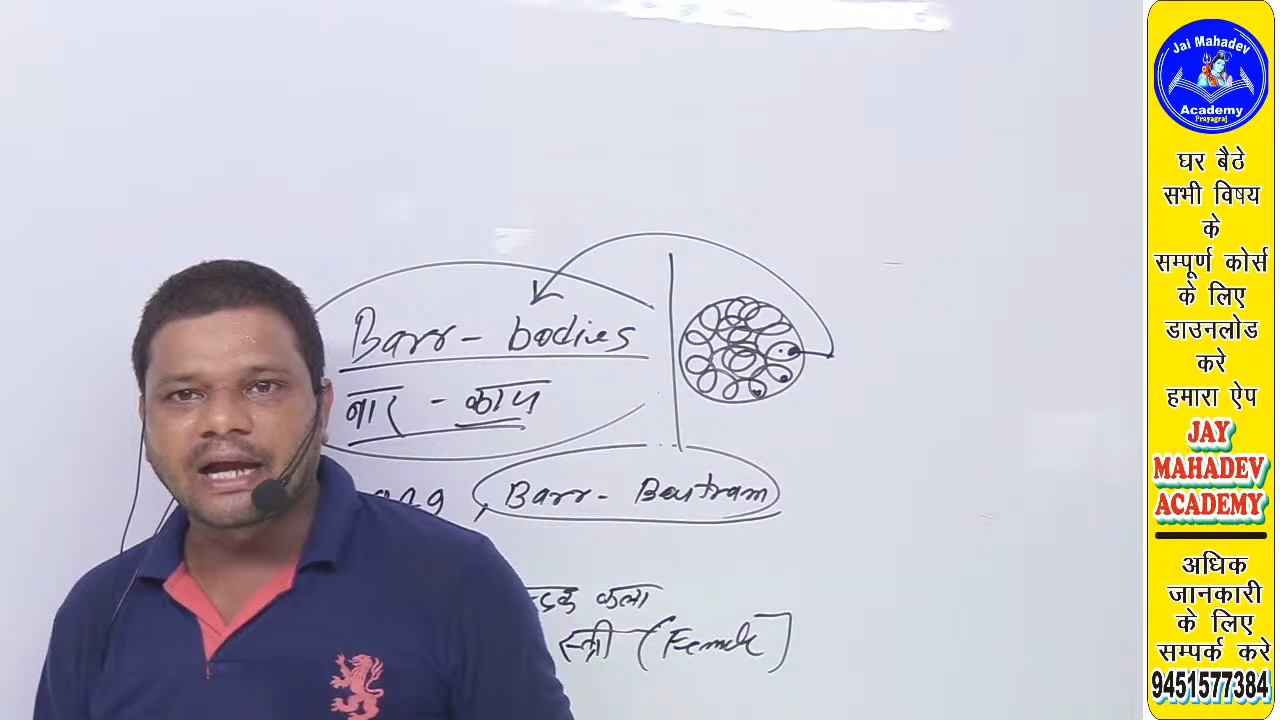 Barr - bodies
बार - काय
Barr - Bertram
कला
स्त्री (Female)
Jai Mahadev
Academy
Prayagraj
घर बैठे
सभी विषय
के
सम्पूर्ण कोर्स
के लिए
डाउनलोड
करे
हमारा ऐप
JAY
MAHADEV
ACADEMY
अधिक
जानकारी
के लिए
सम्पर्क करे
9451577384